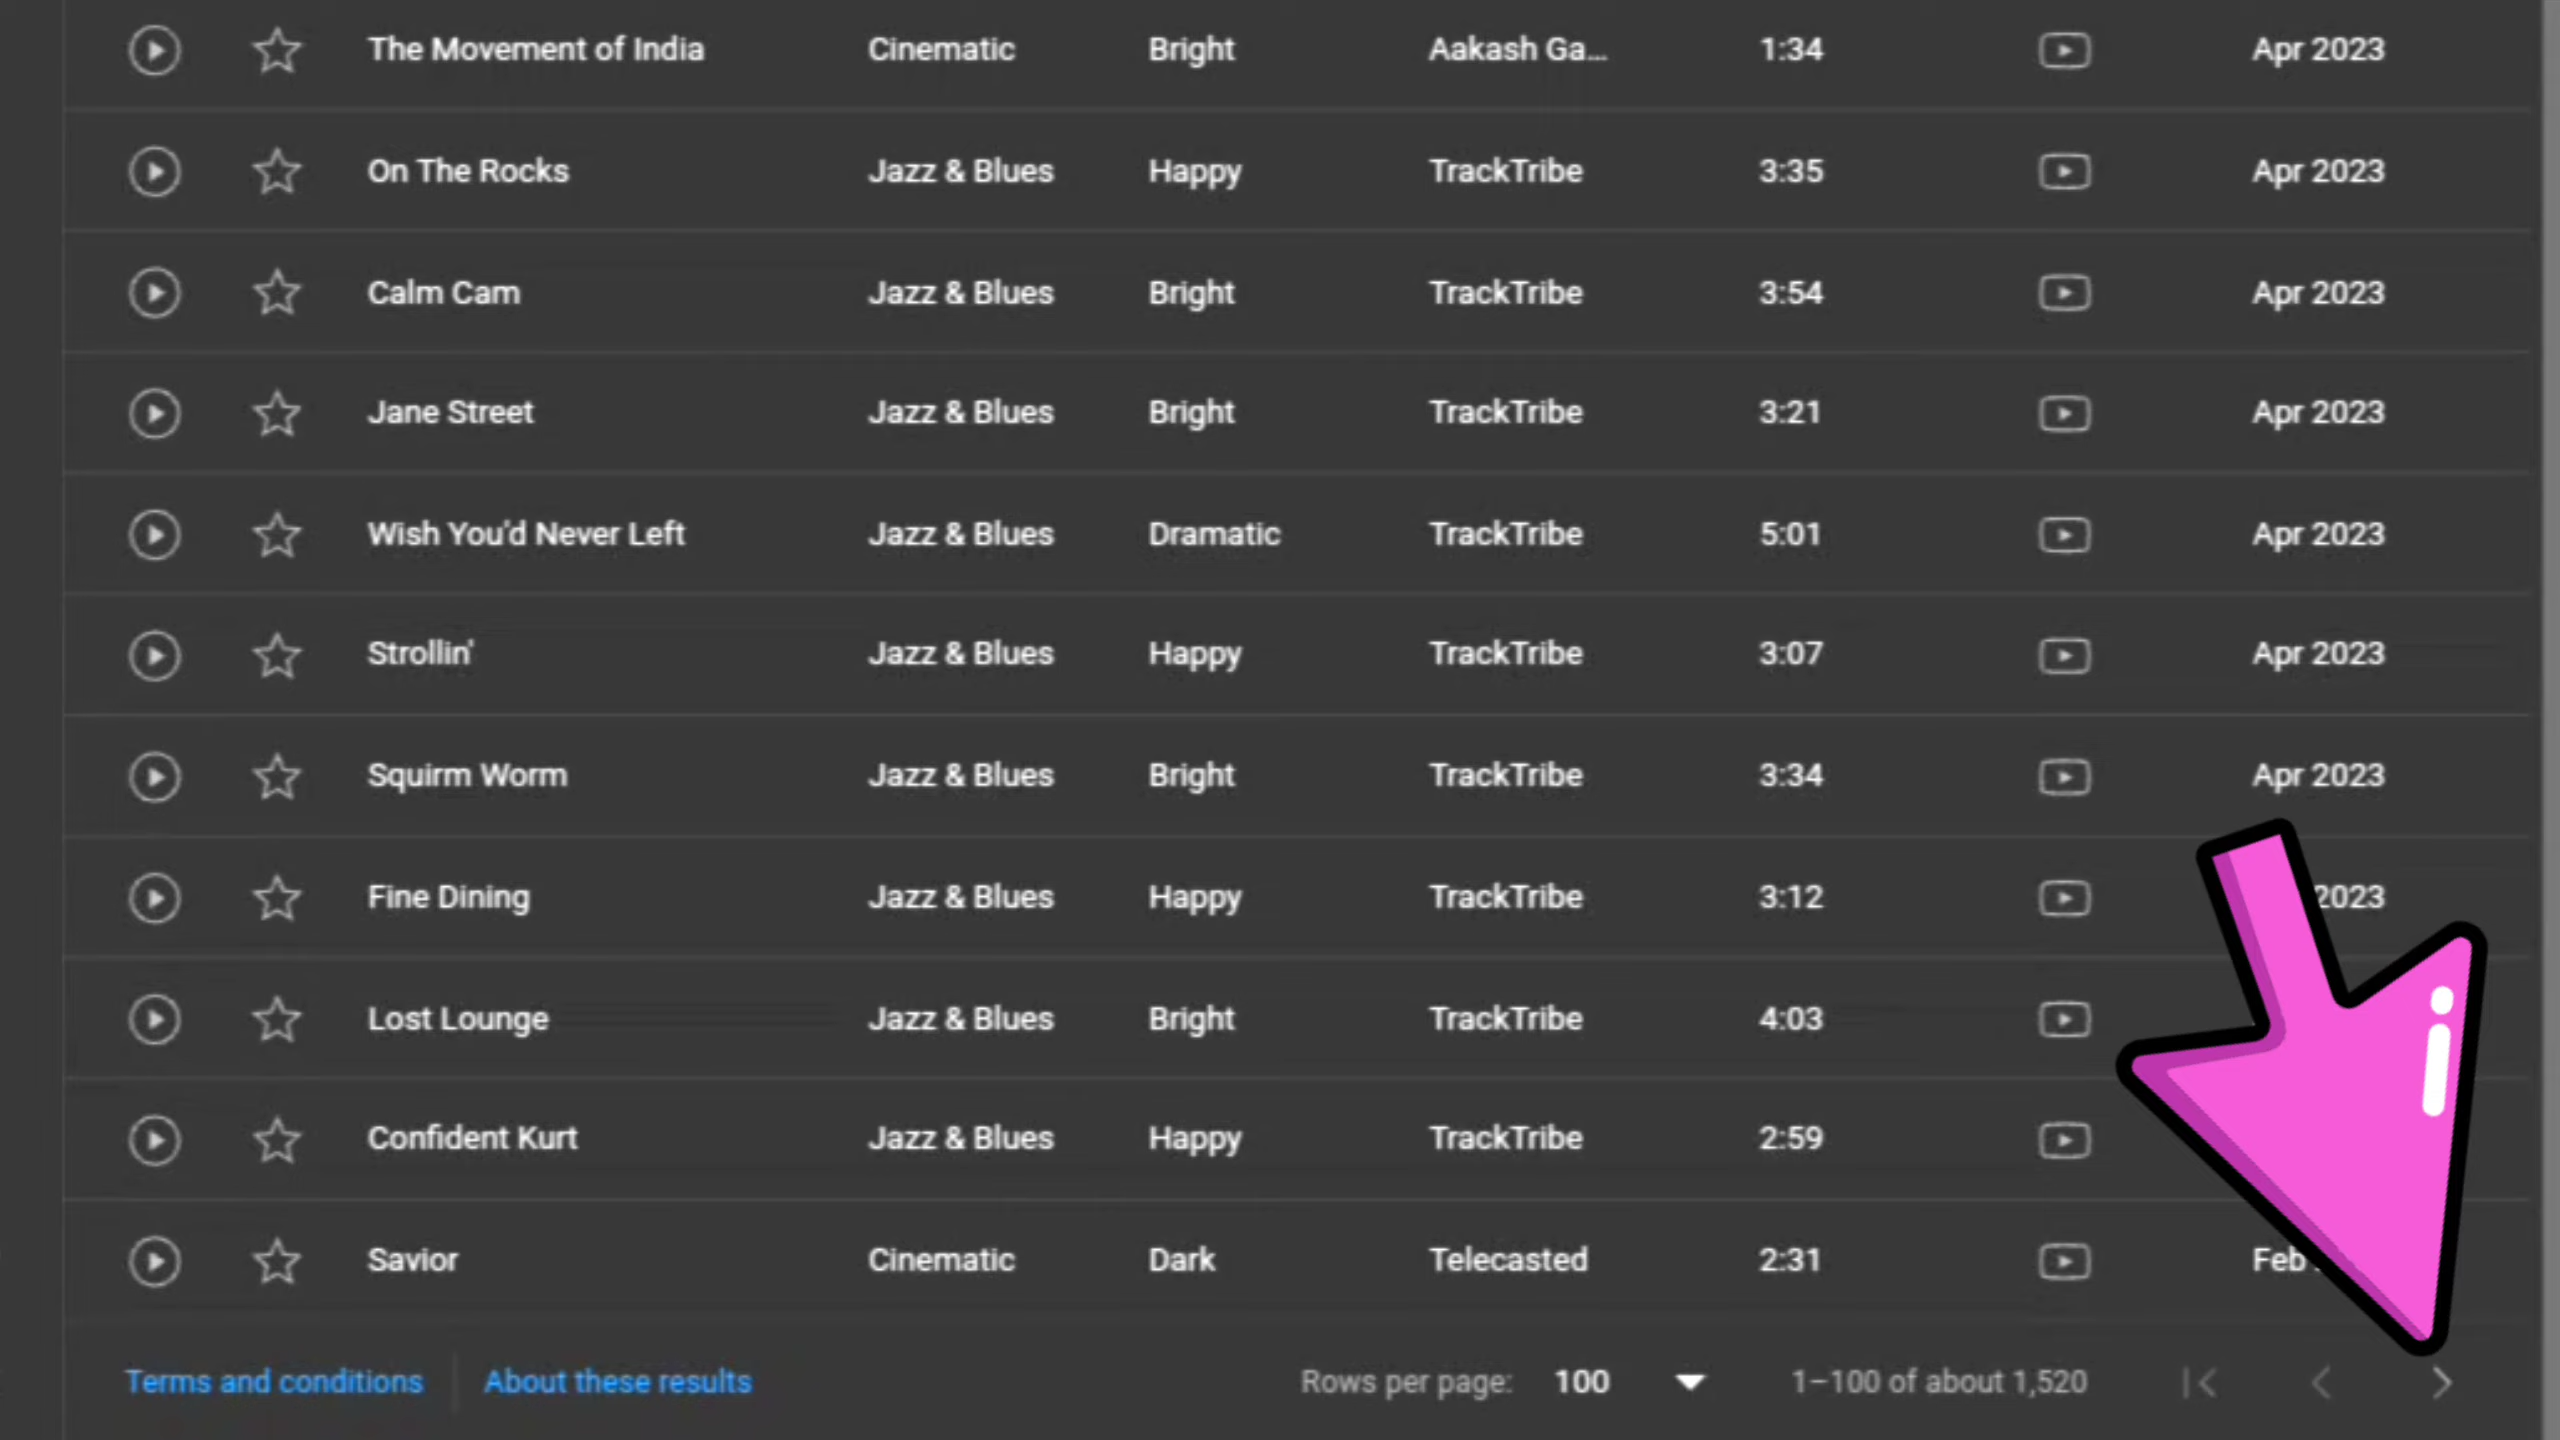 The Movement of India Cinematic Bright Aakash Ga... 1:34 Apr 2023
On The Rocks Jazz & Blues Happy TrackTribe 3:35 Apr 2023
Calm Cam Jazz & Blues Bright TrackTribe 3:54 Apr 2023
Jane Street Jazz & Blues Bright TrackTribe 3:21 Apr 2023
Wish You'd Never Left Jazz & Blues Dramatic TrackTribe 5:01 Apr 2023
Strollin' Jazz & Blues Happy TrackTribe 3:07 Apr 2023
Squirm Worm Jazz & Blues Bright TrackTribe 3:34 Apr 2023
Fine Dining Jazz & Blues Happy TrackTribe 3:12 2023
Lost Lounge Jazz & Blues Bright TrackTribe 4:03
Confident Kurt Jazz & Blues Happy TrackTribe 2:59
Savior Cinematic Dark Telecasted 2:31 Feb
Terms and conditions About these results Rows per page: 100 1–100 of about 1,520